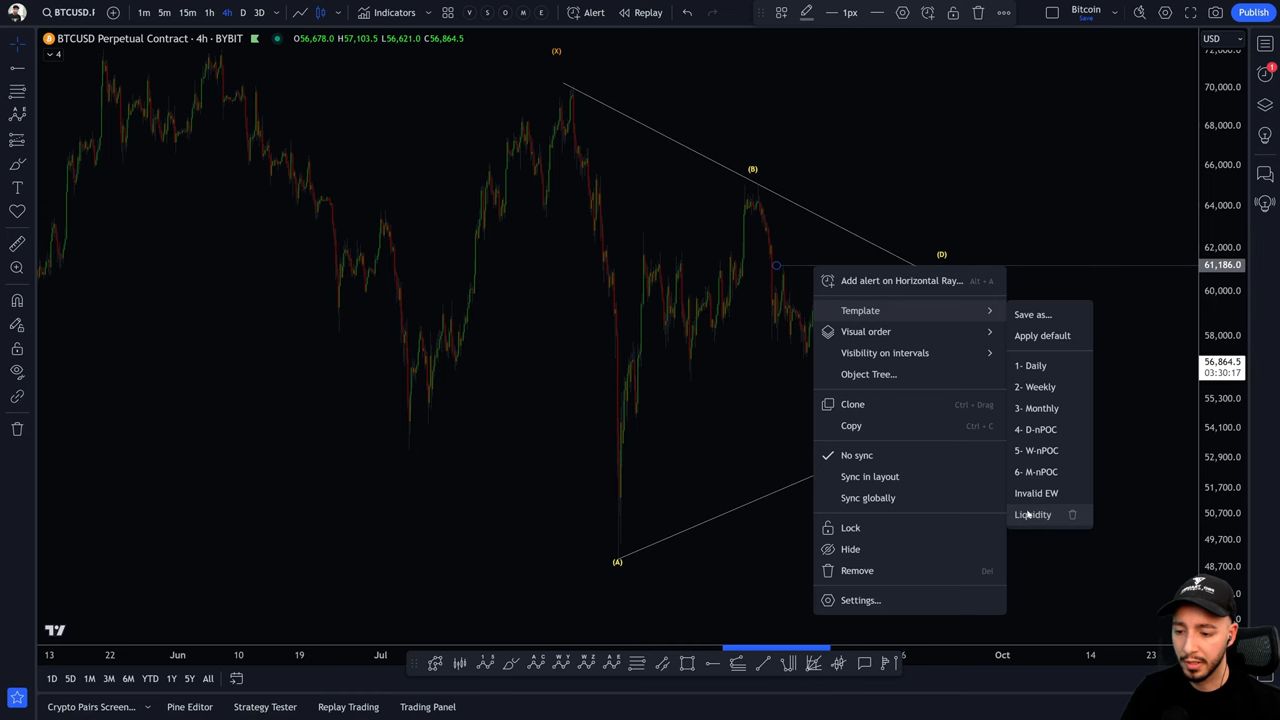 BTCUSD.P
1m 5m 15m 1h 4h D 3D
Indicators
V S O M E
Alert
Replay
1px
Bitcoin
Save
Publish
BTCUSD Perpetual Contract · 4h · BYBIT
O56,678.0 H57,103.5 L56,621.0 C56,864.5
4
USD
72,000.0
70,000.0
68,000.0
66,000.0
64,000.0
62,000.0
61,186.0
60,000.0
58,000.0
56,864.5
03:30:17
55,300.0
54,100.0
52,900.0
51,700.0
50,700.0
49,700.0
48,700.0
(X)
(B)
(D)
(A)
Add alert on Horizontal Ray... Alt + A
Template
Visual order
Visibility on intervals
Object Tree...
Clone Ctrl + Drag
Copy Ctrl + C
No sync
Sync in layout
Sync globally
Lock
Hide
Remove Del
Settings...
Save as...
Apply default
1- Daily
2- Weekly
3- Monthly
4- D-nPOC
5- W-nPOC
6- M-nPOC
Invalid EW
Liquidity
1
13 22 Jun 10 19 Jul 6 Oct 14 23
1D 5D 1M 3M 6M YTD 1Y 5Y All
Crypto Pairs Screen...
Pine Editor
Strategy Tester
Replay Trading
Trading Panel